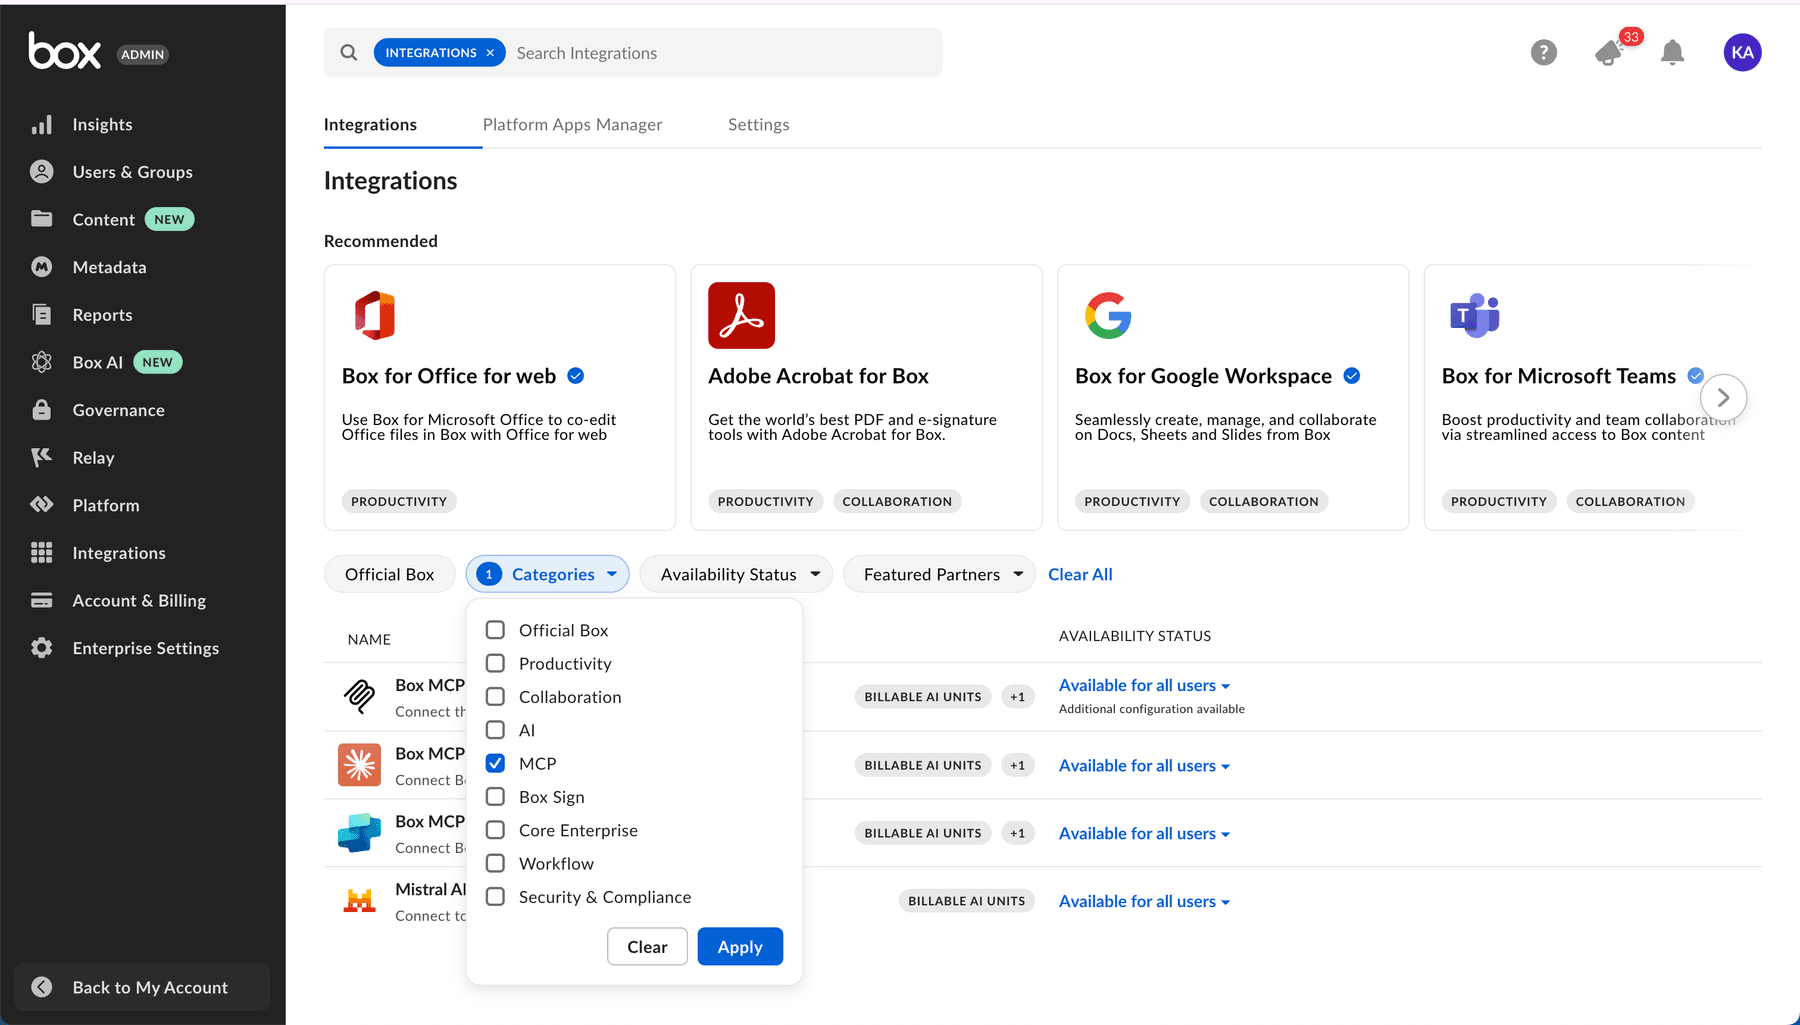 box ADMIN
INTEGRATIONS × Search Integrations
33
KA
Insights
Users & Groups
Content NEW
Metadata
Reports
Box AI NEW
Governance
Relay
Platform
Integrations
Account & Billing
Enterprise Settings
Back to My Account
Integrations Platform Apps Manager Settings
Integrations
Recommended
Box for Office for web
Use Box for Microsoft Office to co-edit
Office files in Box with Office for web
PRODUCTIVITY
Adobe Acrobat for Box
Get the world’s best PDF and e-signature
tools with Adobe Acrobat for Box.
PRODUCTIVITY COLLABORATION
Box for Google Workspace
Seamlessly create, manage, and collaborate
on Docs, Sheets and Slides from Box
PRODUCTIVITY COLLABORATION
T
Box for Microsoft Teams
Boost productivity and team collaboration
via streamlined access to Box content
PRODUCTIVITY COLLABORATION
Official Box 1 Categories Availability Status Featured Partners Clear All
Official Box
Productivity
Collaboration
AI
MCP
Box Sign
Core Enterprise
Workflow
Security & Compliance
Clear Apply
NAME AVAILABILITY STATUS
Box MCP BILLABLE AI UNITS +1 Available for all users
Connect Additional configuration available
Box MCP BILLABLE AI UNITS +1 Available for all users
Connect
Box MCP BILLABLE AI UNITS +1 Available for all users
Connect
Mistral BILLABLE AI UNITS Available for all users
Connect